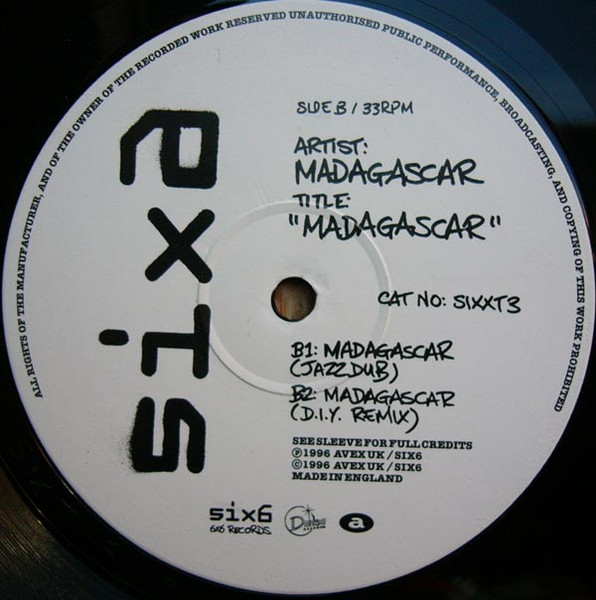 ALL RIGHTS OF THE MANUFACTURER, AND OF THE OWNER OF THE RECORDED WORK RESERVED UNAUTHORISED PUBLIC PERFORMANCE, BROADCASTING, AND COPYING OF THIS WORK PROHIBITED
six6
SIDE B / 33RPM
ARTIST:
MADAGASCAR
TITLE:
"MADAGASCAR"
CAT NO: SIXXT3
B1: MADAGASCAR
(JAZZ DUB)
B2: MADAGASCAR
(D.I.Y. REMIX)
SEE SLEEVE FOR FULL CREDITS
℗1996 AVEX UK / SIX6
©1996 AVEX UK / SIX6
MADE IN ENGLAND
six6
6x6 RECORDS
a